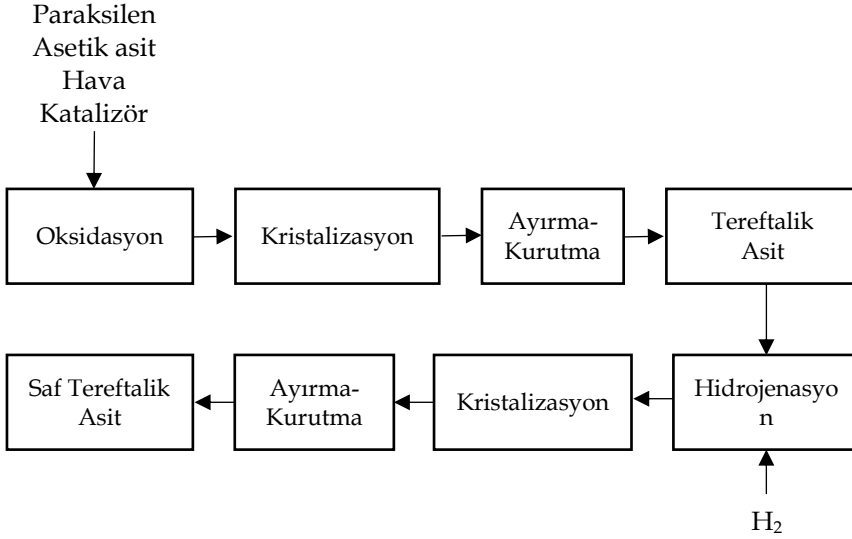 Paraksilen
Asetik asit
Hava
Katalizör
Oksidasyon
Kristalizasyon
Ayırma-
Kurutma
Tereftalik
Asit
Saf Tereftalik
Asit
Ayırma-
Kurutma
Kristalizasyon
Hidrojenasyo
n
H₂